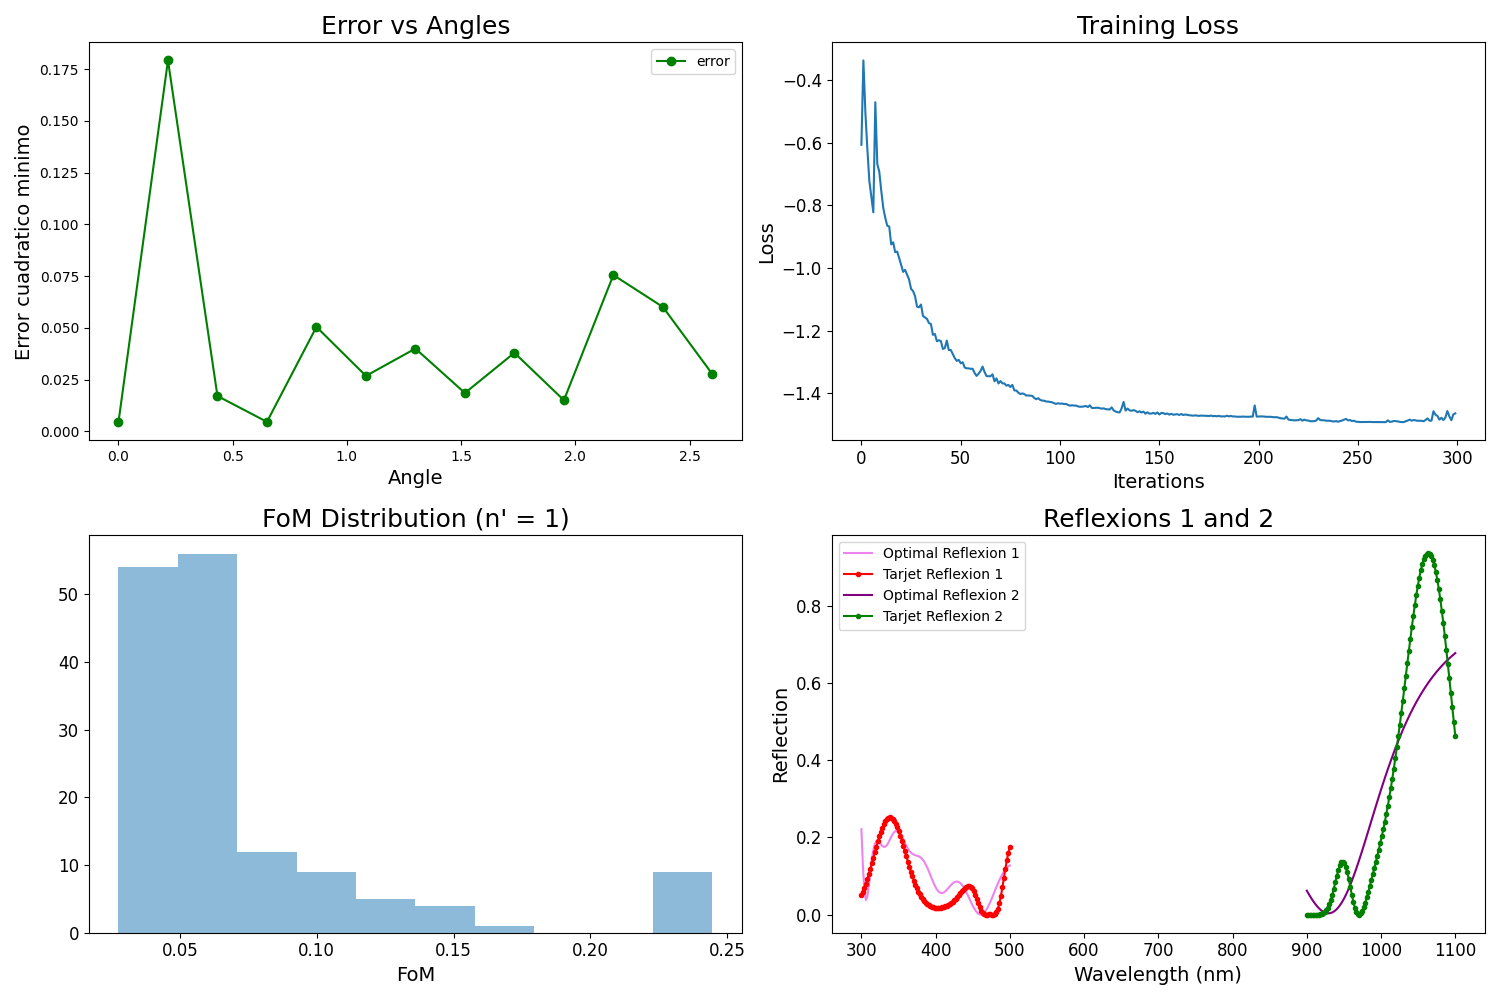 Error vs Angles
error
Error cuadratico minimo
0.175
0.150
0.125
0.100
0.075
0.050
0.025
0.000
0.0 0.5 1.0 1.5 2.0 2.5
Angle
Training Loss
Loss
−0.4
−0.6
−0.8
−1.0
−1.2
−1.4
0 50 100 150 200 250 300
Iterations
FoM Distribution (n' = 1)
50
40
30
20
10
0
0.05 0.10 0.15 0.20 0.25
FoM
Reflexions 1 and 2
Optimal Reflexion 1
Tarjet Reflexion 1
Optimal Reflexion 2
Tarjet Reflexion 2
Reflection
0.8
0.6
0.4
0.2
0.0
300 400 500 600 700 800 900 1000 1100
Wavelength (nm)